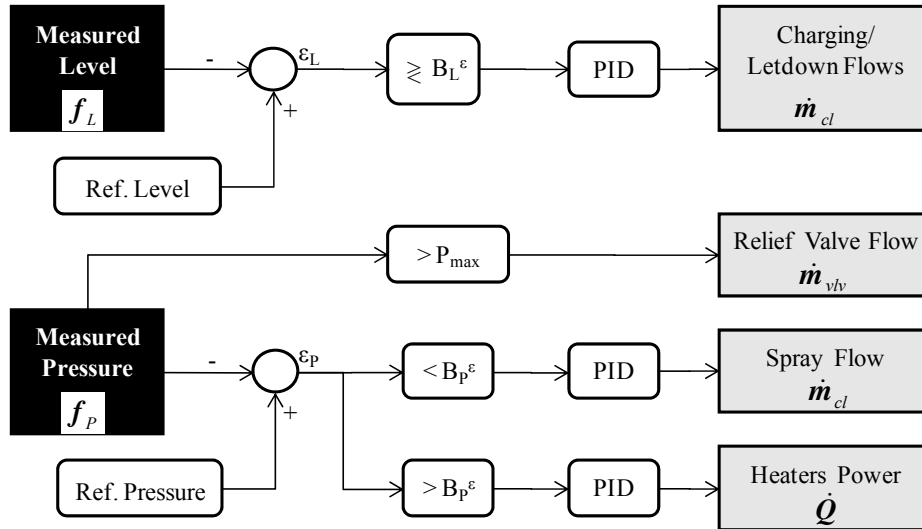 Measured
Level
f_L
-
ε_L
+
Ref. Level
≷ B_L^ε
PID
Charging/
Letdown Flows
ṁ_cl
> P_max
Relief Valve Flow
ṁ_vlv
Measured
Pressure
f_P
-
ε_P
+
Ref. Pressure
< B_P^ε
PID
Spray Flow
ṁ_cl
> B_P^ε
PID
Heaters Power
Q̇